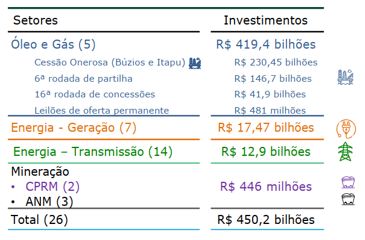 Setores Investimentos
Óleo e Gás (5) R$ 419,4 bilhões
Cessão Onerosa (Búzios e Itapu) R$ 230,45 bilhões
6ª rodada de partilha R$ 146,7 bilhões
16ª rodada de concessões R$ 41,9 bilhões
Leilões de oferta permanente R$ 481 milhões
Energia - Geração (7) R$ 17,47 bilhões
Energia – Transmissão (14) R$ 12,9 bilhões
Mineração
• CPRM (2) R$ 446 milhões
• ANM (3)
Total (26) R$ 450,2 bilhões